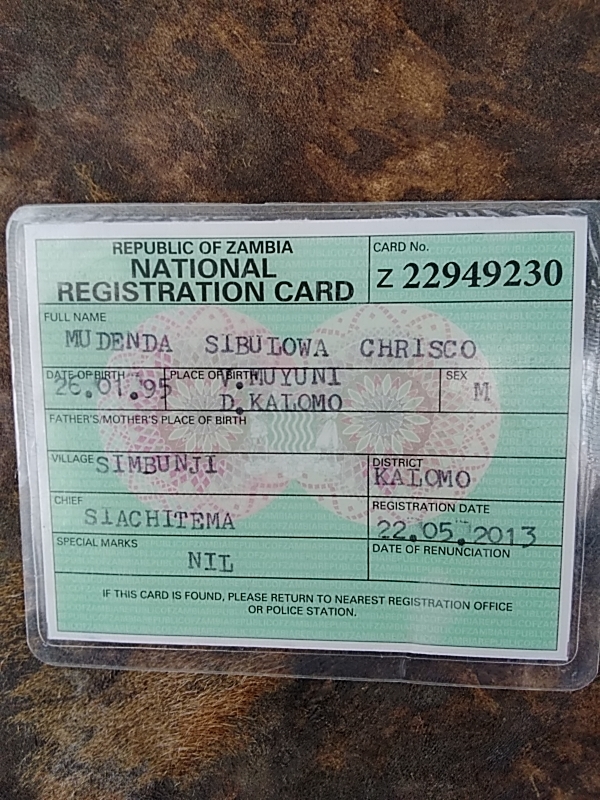 REPUBLIC OF ZAMBIA
NATIONAL
REGISTRATION CARD
CARD No.
Z 22949230
FULL NAME
MUDENDA SIBULOWA CHRISCO
DATE OF BIRTH
26.01.95
PLACE OF BIRTH
V.MUYUNI
D.KALOMO
SEX
M
FATHER'S/MOTHER'S PLACE OF BIRTH
VILLAGE
SIMBUNJI
DISTRICT
KALOMO
CHIEF
SIACHITEMA
REGISTRATION DATE
22.05.2013
SPECIAL MARKS
NIL
DATE OF RENUNCIATION
IF THIS CARD IS FOUND, PLEASE RETURN TO NEAREST REGISTRATION OFFICE
OR POLICE STATION.